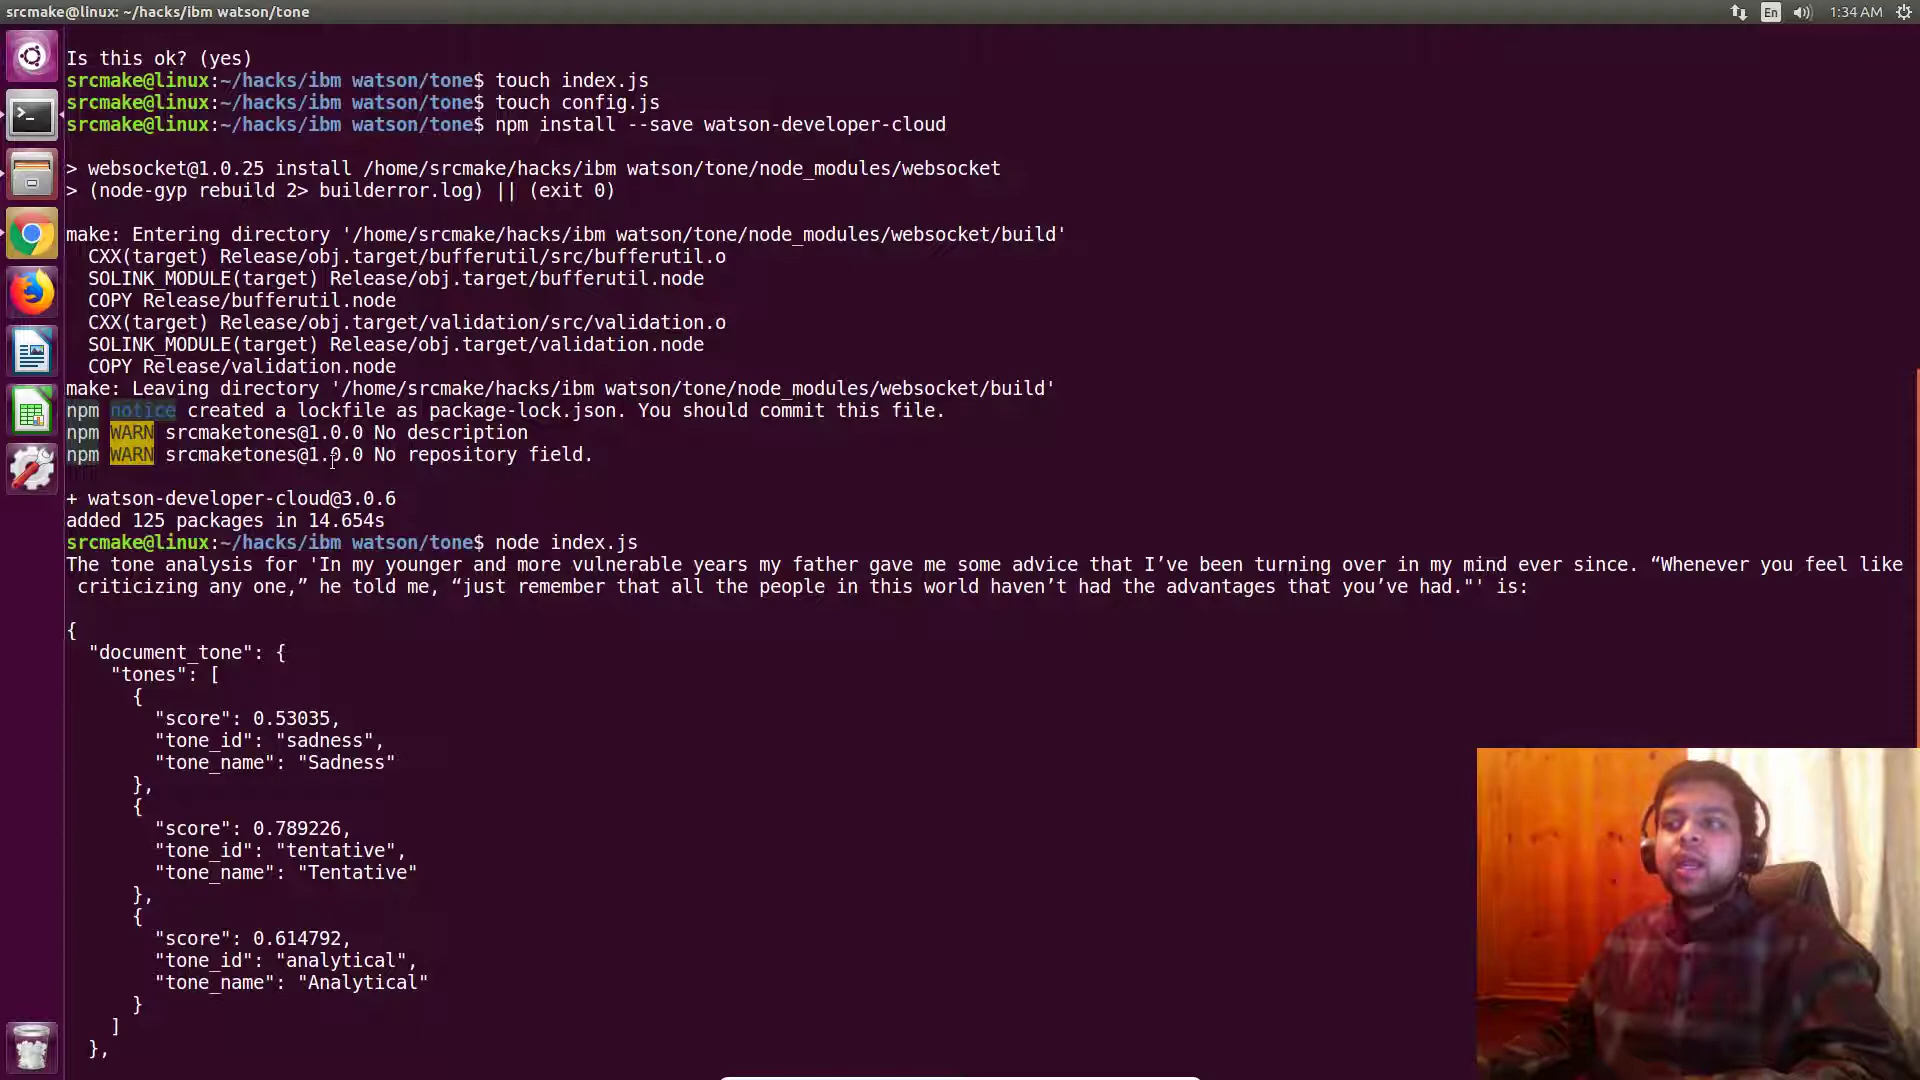 srcmake@linux: ~/hacks/ibm watson/tone
En
1:34 AM
Is this ok? (yes)
srcmake@linux:~/hacks/ibm watson/tone$ touch index.js
srcmake@linux:~/hacks/ibm watson/tone$ touch config.js
srcmake@linux:~/hacks/ibm watson/tone$ npm install --save watson-developer-cloud
> websocket@1.0.25 install /home/srcmake/hacks/ibm watson/tone/node_modules/websocket
> (node-gyp rebuild 2> builderror.log) || (exit 0)
make: Entering directory '/home/srcmake/hacks/ibm watson/tone/node_modules/websocket/build'
CXX(target) Release/obj.target/bufferutil/src/bufferutil.o
SOLINK_MODULE(target) Release/obj.target/bufferutil.node
COPY Release/bufferutil.node
CXX(target) Release/obj.target/validation/src/validation.o
SOLINK_MODULE(target) Release/obj.target/validation.node
COPY Release/validation.node
make: Leaving directory '/home/srcmake/hacks/ibm watson/tone/node_modules/websocket/build'
npm notice created a lockfile as package-lock.json. You should commit this file.
npm WARN srcmaketones@1.0.0 No description
npm WARN srcmaketones@1.0.0 No repository field.
+ watson-developer-cloud@3.0.6
added 125 packages in 14.654s
srcmake@linux:~/hacks/ibm watson/tone$ node index.js
The tone analysis for 'In my younger and more vulnerable years my father gave me some advice that I’ve been turning over in my mind ever since. “Whenever you feel like
criticizing any one,” he told me, “just remember that all the people in this world haven’t had the advantages that you’ve had."' is:
{
"document_tone": {
"tones": [
{
"score": 0.53035,
"tone_id": "sadness",
"tone_name": "Sadness"
},
{
"score": 0.789226,
"tone_id": "tentative",
"tone_name": "Tentative"
},
{
"score": 0.614792,
"tone_id": "analytical",
"tone_name": "Analytical"
}
]
},